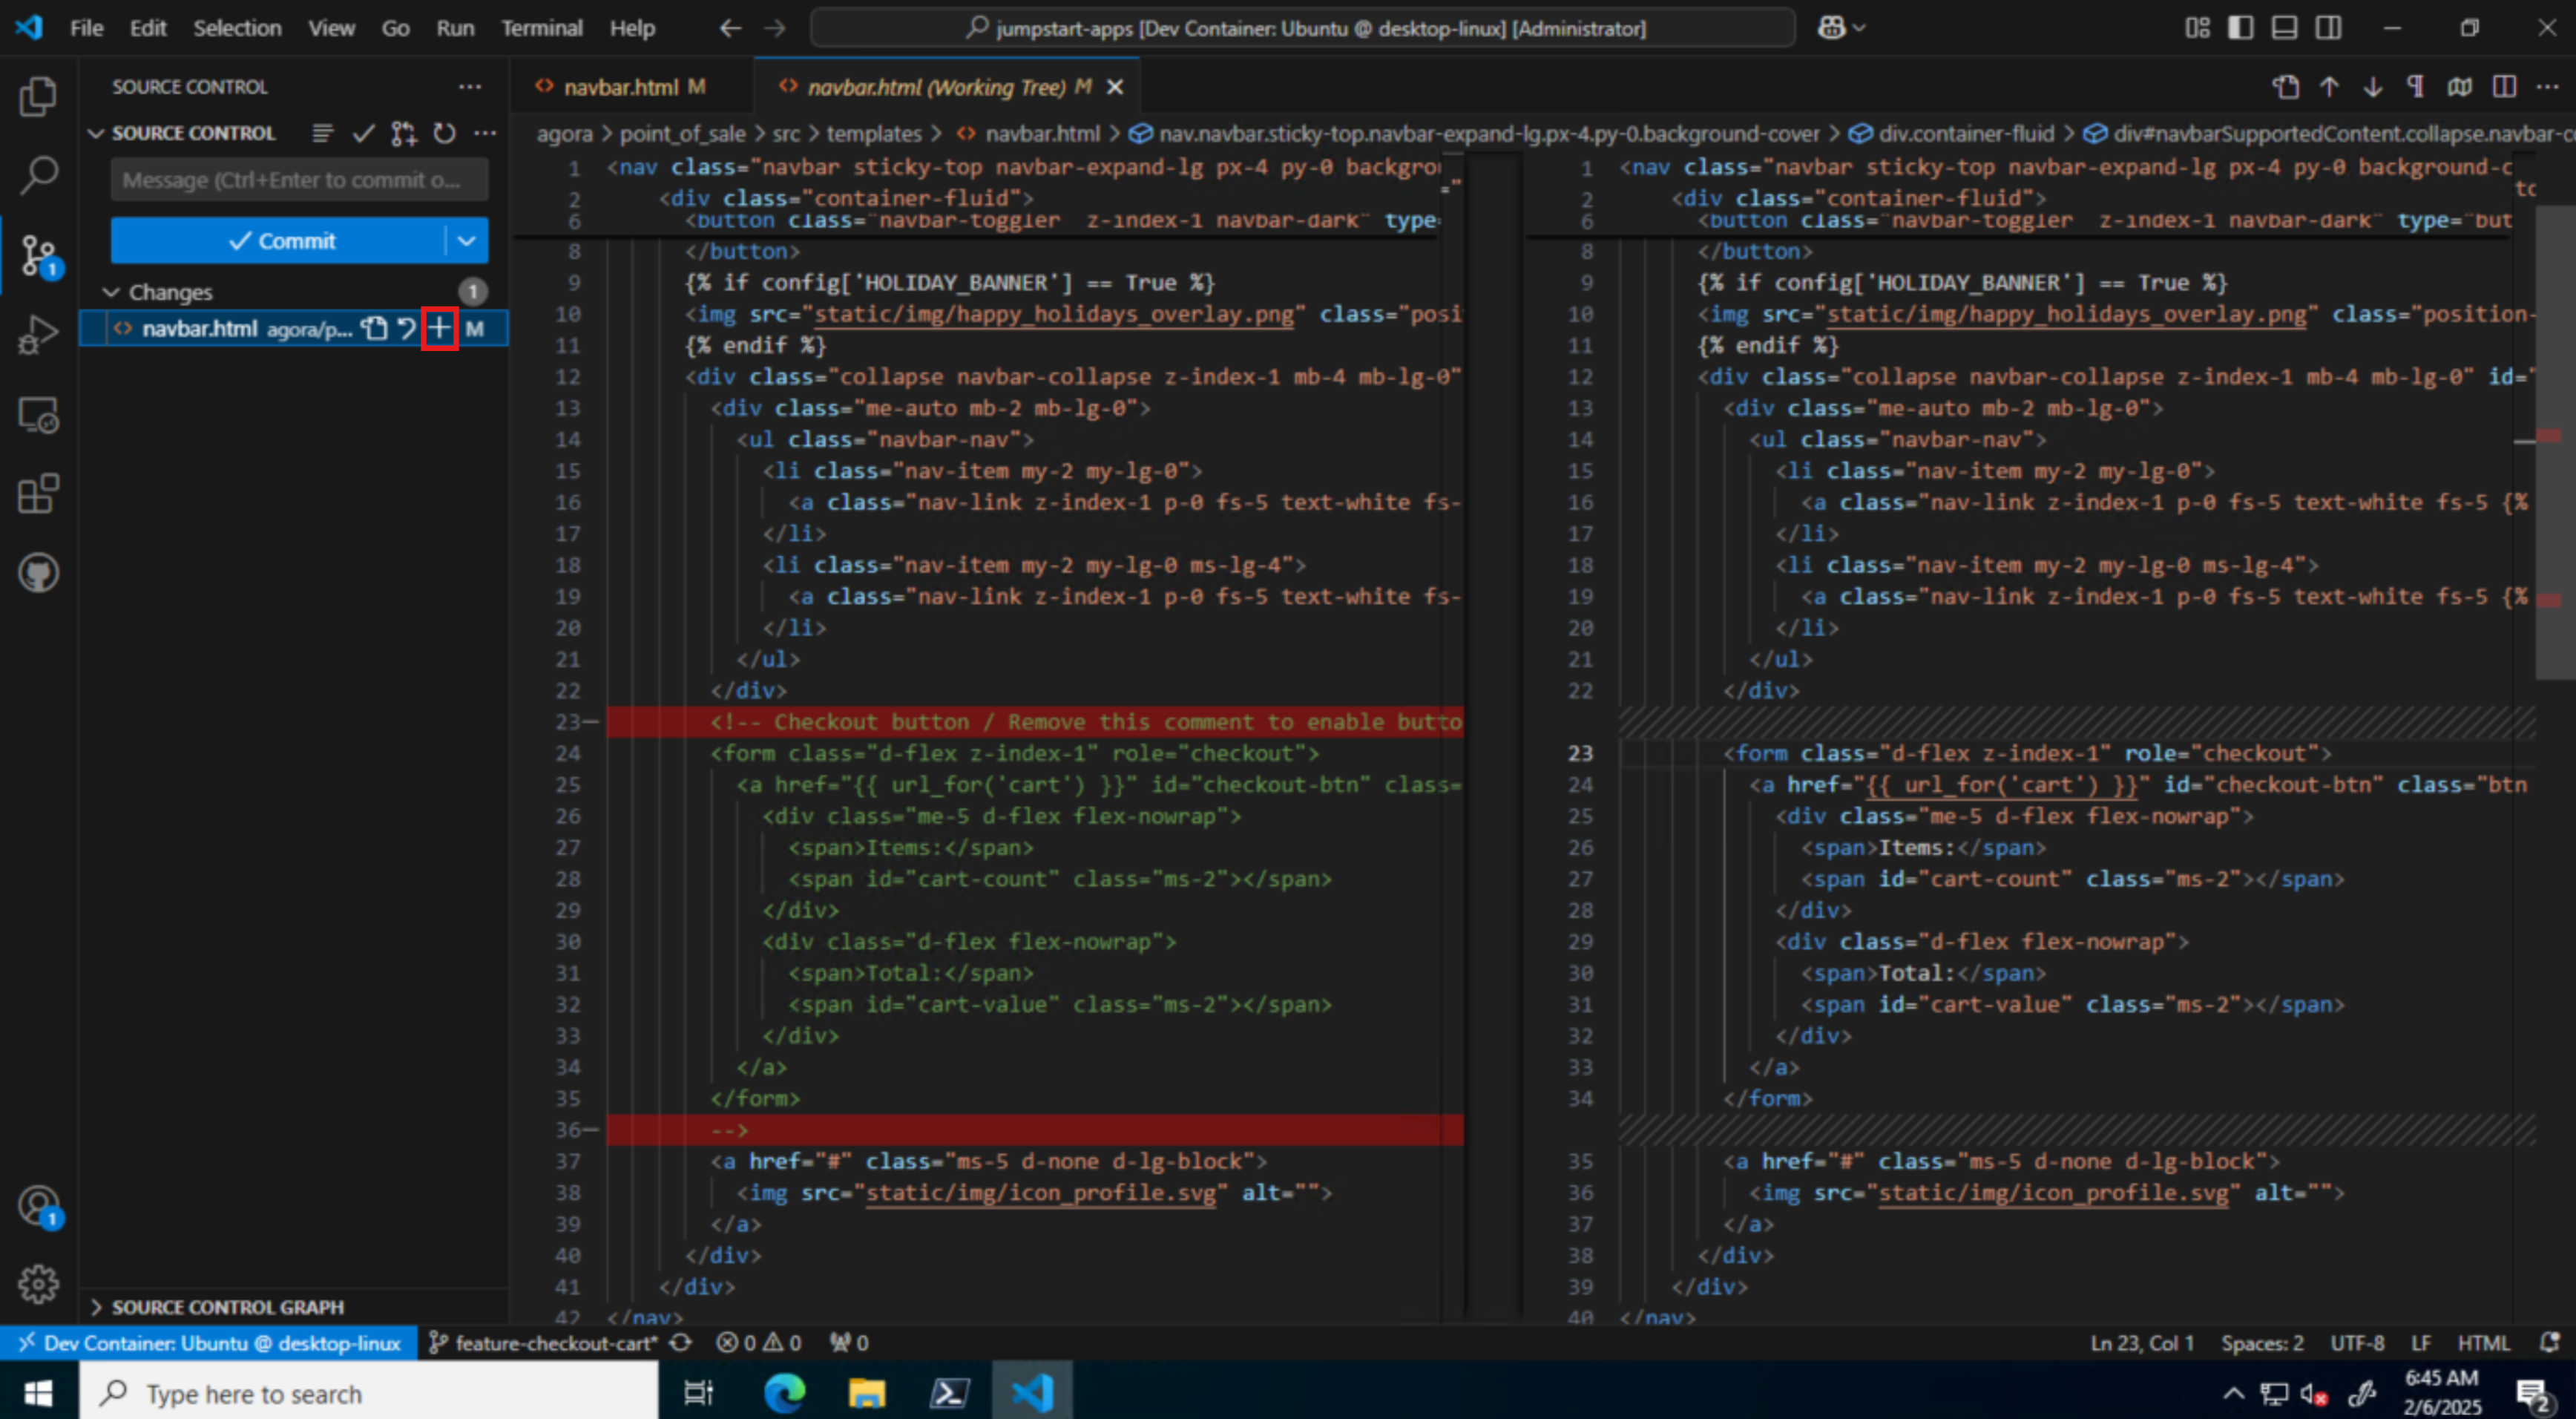 File Edit Selection View Go Run Terminal Help
jumpstart-apps [Dev Container: Ubuntu @ desktop-linux] [Administrator]
SOURCE CONTROL
SOURCE CONTROL
Message (Ctrl+Enter to commit o...
Commit
Changes 1
navbar.html agora/p... M
1
SOURCE CONTROL GRAPH
1
navbar.html M
navbar.html (Working Tree) M
agora > point_of_sale > src > templates > navbar.html > nav.navbar.sticky-top.navbar-expand-lg.px-4.py-0.background-cover > div.container-fluid > div#navbarSupportedContent.collapse.navbar-c
1 <nav class="navbar sticky-top navbar-expand-lg px-4 py-0 backgrou
="
2 <div class="container-fluid">
6 <button class="navbar-toggler z-index-1 navbar-dark" type=
8 </button>
9 {% if config['HOLIDAY_BANNER'] == True %}
10 <img src="static/img/happy_holidays_overlay.png" class="posi
11 {% endif %}
12 <div class="collapse navbar-collapse z-index-1 mb-4 mb-lg-0"
13 <div class="me-auto mb-2 mb-lg-0">
14 <ul class="navbar-nav">
15 <li class="nav-item my-2 my-lg-0">
16 <a class="nav-link z-index-1 p-0 fs-5 text-white fs-
17 </li>
18 <li class="nav-item my-2 my-lg-0 ms-lg-4">
19 <a class="nav-link z-index-1 p-0 fs-5 text-white fs-
20 </li>
21 </ul>
22 </div>
23— <!-- Checkout button / Remove this comment to enable butto
24 <form class="d-flex z-index-1" role="checkout">
25 <a href="{{ url_for('cart') }}" id="checkout-btn" class=
26 <div class="me-5 d-flex flex-nowrap">
27 <span>Items:</span>
28 <span id="cart-count" class="ms-2"></span>
29 </div>
30 <div class="d-flex flex-nowrap">
31 <span>Total:</span>
32 <span id="cart-value" class="ms-2"></span>
33 </div>
34 </a>
35 </form>
36— -->
37 <a href="#" class="ms-5 d-none d-lg-block">
38 <img src="static/img/icon_profile.svg" alt="">
39 </a>
40 </div>
41 </div>
42 </nav>
1 <nav class="navbar sticky-top navbar-expand-lg px-4 py-0 background-c
2 <div class="container-fluid">
6 <button class="navbar-toggler z-index-1 navbar-dark" type="but
8 </button>
9 {% if config['HOLIDAY_BANNER'] == True %}
10 <img src="static/img/happy_holidays_overlay.png" class="position-
11 {% endif %}
12 <div class="collapse navbar-collapse z-index-1 mb-4 mb-lg-0" id="
13 <div class="me-auto mb-2 mb-lg-0">
14 <ul class="navbar-nav">
15 <li class="nav-item my-2 my-lg-0">
16 <a class="nav-link z-index-1 p-0 fs-5 text-white fs-5 {%
17 </li>
18 <li class="nav-item my-2 my-lg-0 ms-lg-4">
19 <a class="nav-link z-index-1 p-0 fs-5 text-white fs-5 {%
20 </li>
21 </ul>
22 </div>
23 <form class="d-flex z-index-1" role="checkout">
24 <a href="{{ url_for('cart') }}" id="checkout-btn" class="btn
25 <div class="me-5 d-flex flex-nowrap">
26 <span>Items:</span>
27 <span id="cart-count" class="ms-2"></span>
28 </div>
29 <div class="d-flex flex-nowrap">
30 <span>Total:</span>
31 <span id="cart-value" class="ms-2"></span>
32 </div>
33 </a>
34 </form>
35 <a href="#" class="ms-5 d-none d-lg-block">
36 <img src="static/img/icon_profile.svg" alt="">
37 </a>
38 </div>
39 </div>
40 </nav>
Dev Container: Ubuntu @ desktop-linux feature-checkout-cart* 0 0 0 Ln 23, Col 1 Spaces: 2 UTF-8 LF HTML
Type here to search
6:45 AM
2/6/2025
2